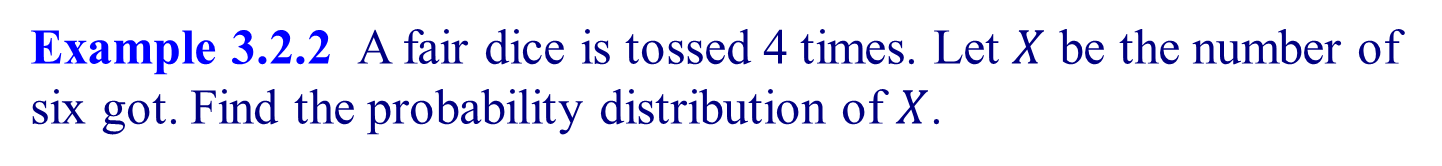 Example 3.2.2 A fair dice is tossed 4 times. Let X be the number of
six got. Find the probability distribution of X.